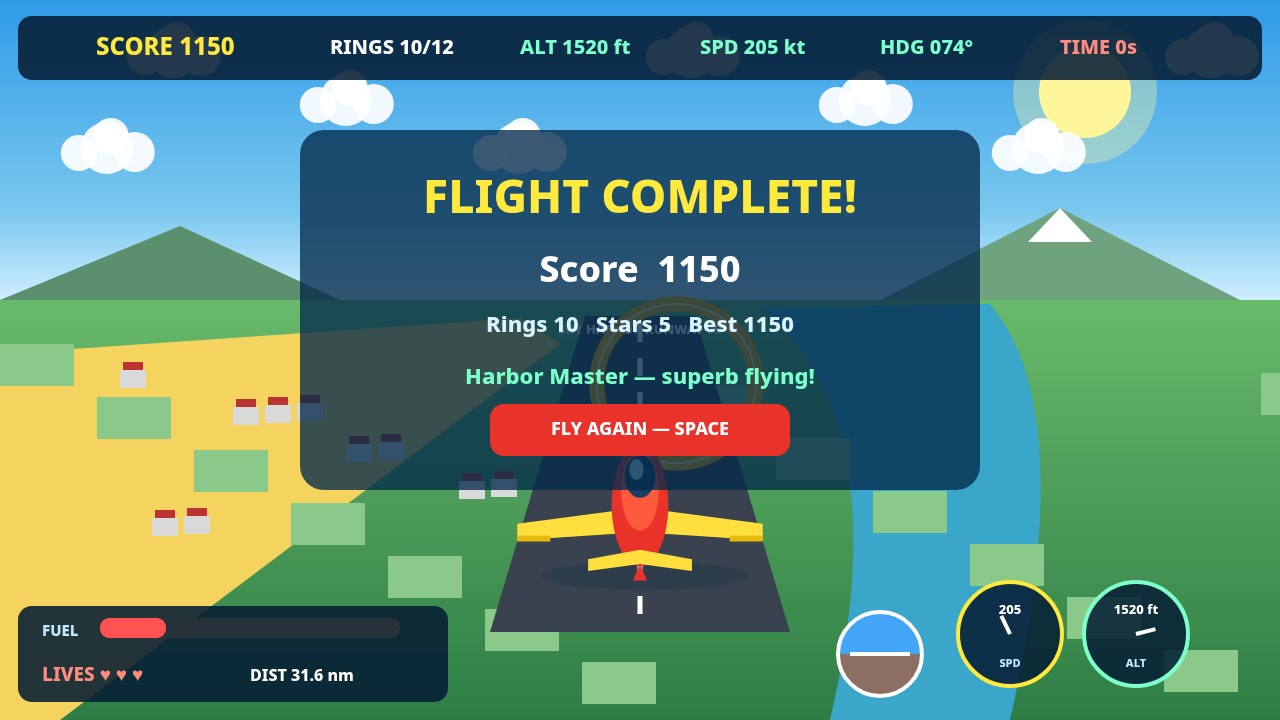 SCORE 1150 RINGS 10/12 ALT 1520 ft SPD 205 kt HDG 074° TIME 0s
FLIGHT COMPLETE!
Score 1150
Rings 10 Stars 5 Best 1150
Harbor Master — superb flying!
FLY AGAIN — SPACE
FUEL
LIVES ♥ ♥ ♥ DIST 31.6 nm
205
SPD
1520 ft
ALT